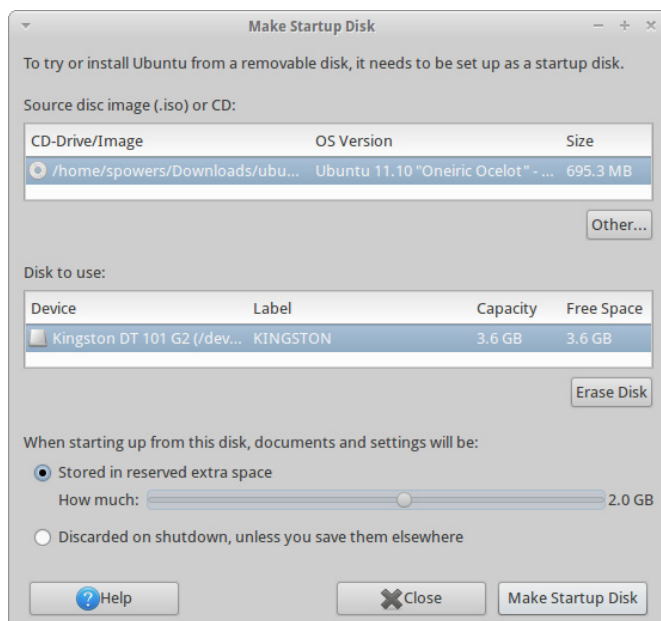 Make Startup Disk
To try or install Ubuntu from a removable disk, it needs to be set up as a startup disk.
Source disc image (.iso) or CD:
CD-Drive/Image OS Version Size
/home/spowers/Downloads/ubu... Ubuntu 11.10 "Oneiric Ocelot" - ... 695.3 MB
Other...
Disk to use:
Device Label Capacity Free Space
Kingston DT 101 G2 (/dev... KINGSTON 3.6 GB 3.6 GB
Erase Disk
When starting up from this disk, documents and settings will be:
Stored in reserved extra space
How much: 2.0 GB
Discarded on shutdown, unless you save them elsewhere
?Help Close Make Startup Disk